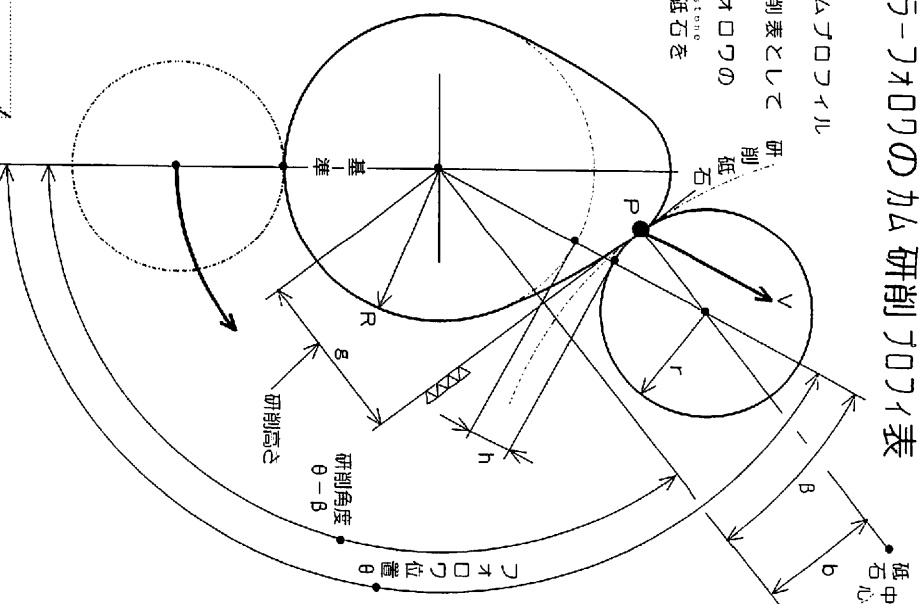 ラーフォロワのカム 研削 プロフィ表
ムプロフィル
削表として
ォロワの
stone
砥石を
研削
砥石
P
V
r
R
基準
g
研削高さ
h
研削角度
θ-β
フォロワ位置 θ
β
b
砥石
中心